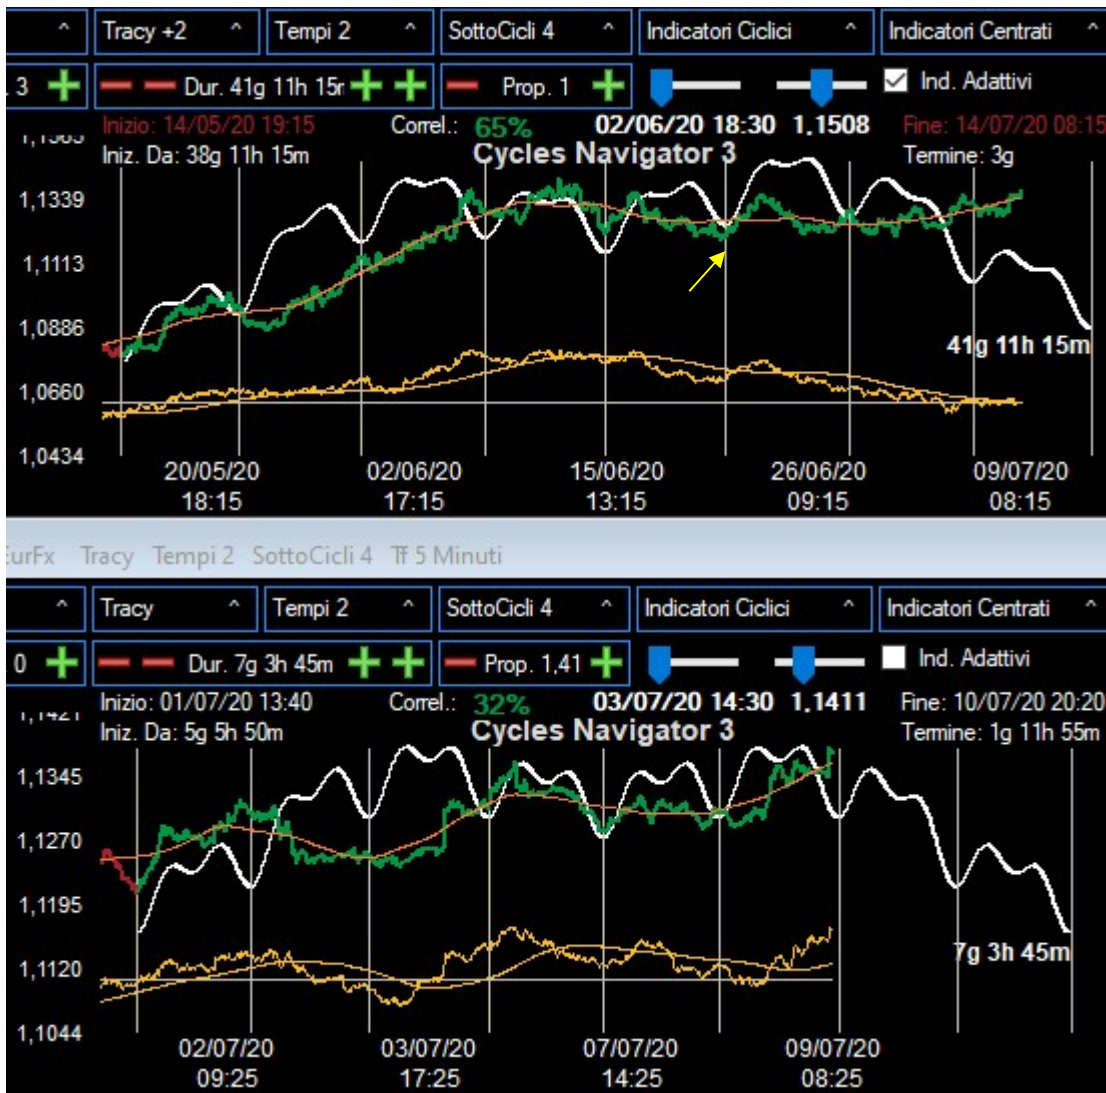 ^ Tracy +2 ^ Tempi 2 ^ SottoCicli 4 ^ Indicatori Ciclici ^ Indicatori Centrati ^
. 3 Dur. 41g 11h 15m Prop. 1 Ind. Adattivi
Inizio: 14/05/20 19:15 Correl.: 65% 02/06/20 18:30 1,1508 Fine: 14/07/20 08:15
Iniz. Da: 38g 11h 15m Cycles Navigator 3 Termine: 3g
1,1339
1,1113
1,0886
41g 11h 15m
1,0660
1,0434
20/05/20 02/06/20 15/06/20 26/06/20 09/07/20
18:15 17:15 13:15 09:15 08:15
EurFx Tracy Tempi 2 SottoCicli 4 Tf 5 Minuti
^ Tracy ^ Tempi 2 ^ SottoCicli 4 ^ Indicatori Ciclici ^ Indicatori Centrati ^
0 Dur. 7g 3h 45m Prop. 1,41 Ind. Adattivi
Inizio: 01/07/20 13:40 Correl.: 32% 03/07/20 14:30 1,1411 Fine: 10/07/20 20:20
Iniz. Da: 5g 5h 50m Cycles Navigator 3 Termine: 1g 11h 55m
1,1345
1,1270
1,1195
7g 3h 45m
1,1120
1,1044
02/07/20 03/07/20 07/07/20 09/07/20
09:25 17:25 14:25 08:25